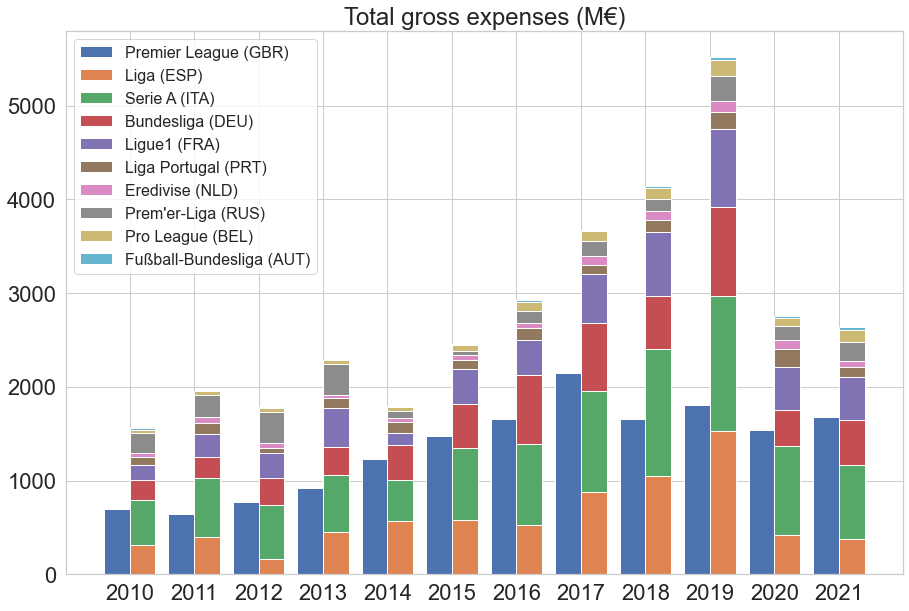 Total gross expenses (M€)
Premier League (GBR)
Liga (ESP)
Serie A (ITA)
Bundesliga (DEU)
Ligue1 (FRA)
Liga Portugal (PRT)
Eredivise (NLD)
Prem'er-Liga (RUS)
Pro League (BEL)
Fußball-Bundesliga (AUT)
5000
4000
3000
2000
1000
0
2010 2011 2012 2013 2014 2015 2016 2017 2018 2019 2020 2021